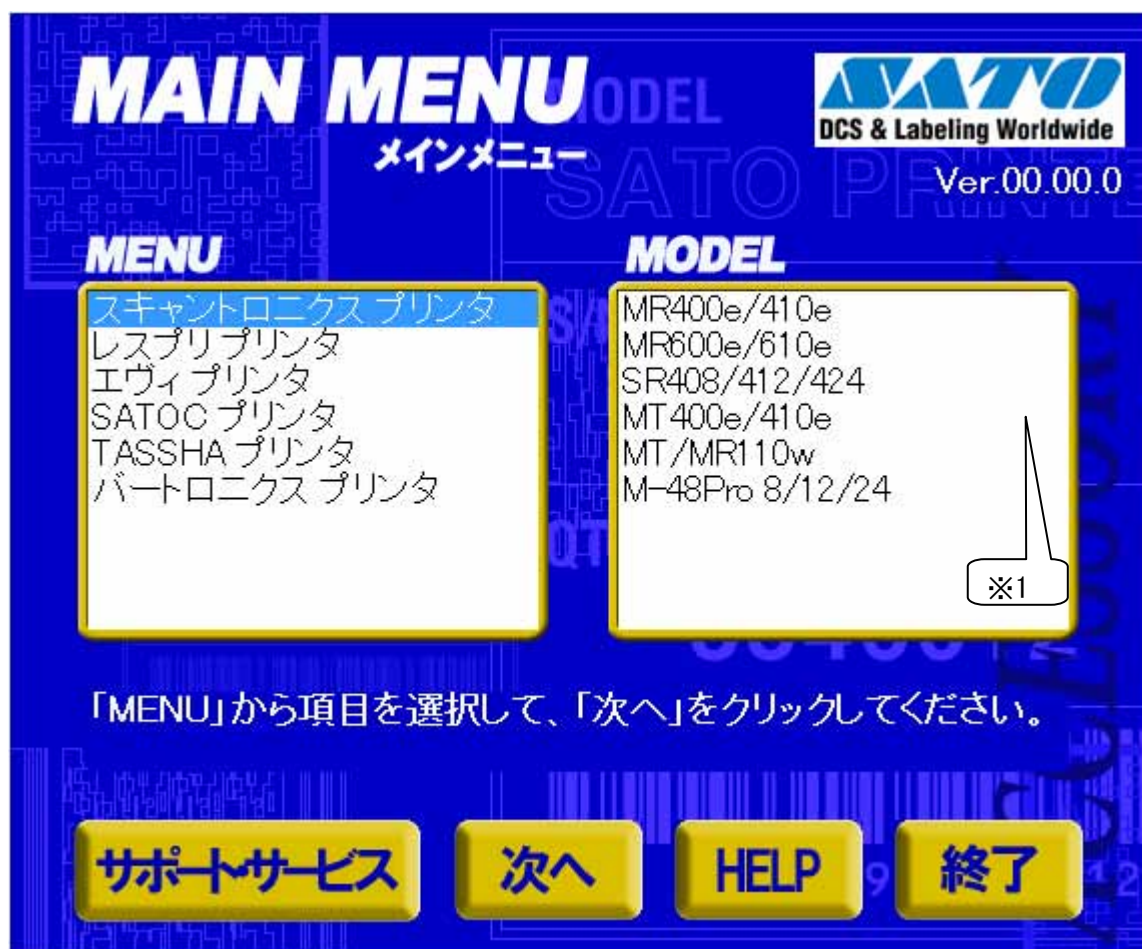 MAIN MENU
メインメニュー
SATO
DCS & Labeling Worldwide
Ver.00.00.0
MODEL
SATO PRINTE
MENU
MODEL
スキャントロニクス プリンタ
レスプリ プリンタ
エヴィ プリンタ
SATOC プリンタ
TASSHA プリンタ
バートロニクス プリンタ
MR400e/410e
MR600e/610e
SR408/412/424
MT400e/410e
MT/MR110w
M-48Pro 8/12/24
※1
「MENU」から項目を選択して、「次へ」をクリックしてください。
サポート・サービス
次へ
HELP
終了